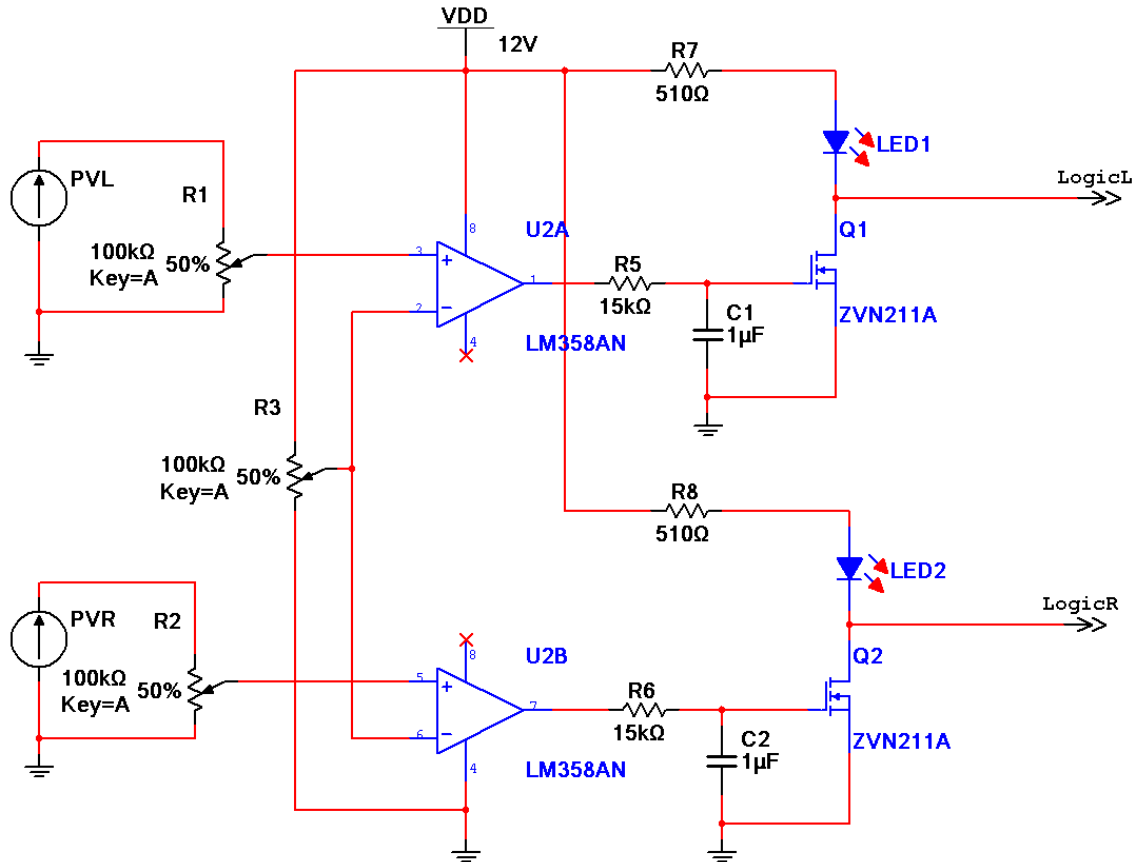 VDD
12V
R7
510Ω
LED1
LogicL
PVL
R1
100kΩ
Key=A
50%
3
2
8
4
1
U2A
LM358AN
R5
15kΩ
C1
1µF
Q1
ZVN211A
R3
100kΩ
Key=A
50%
R8
510Ω
LED2
LogicR
PVR
R2
100kΩ
Key=A
50%
5
6
8
4
7
U2B
LM358AN
R6
15kΩ
C2
1µF
Q2
ZVN211A